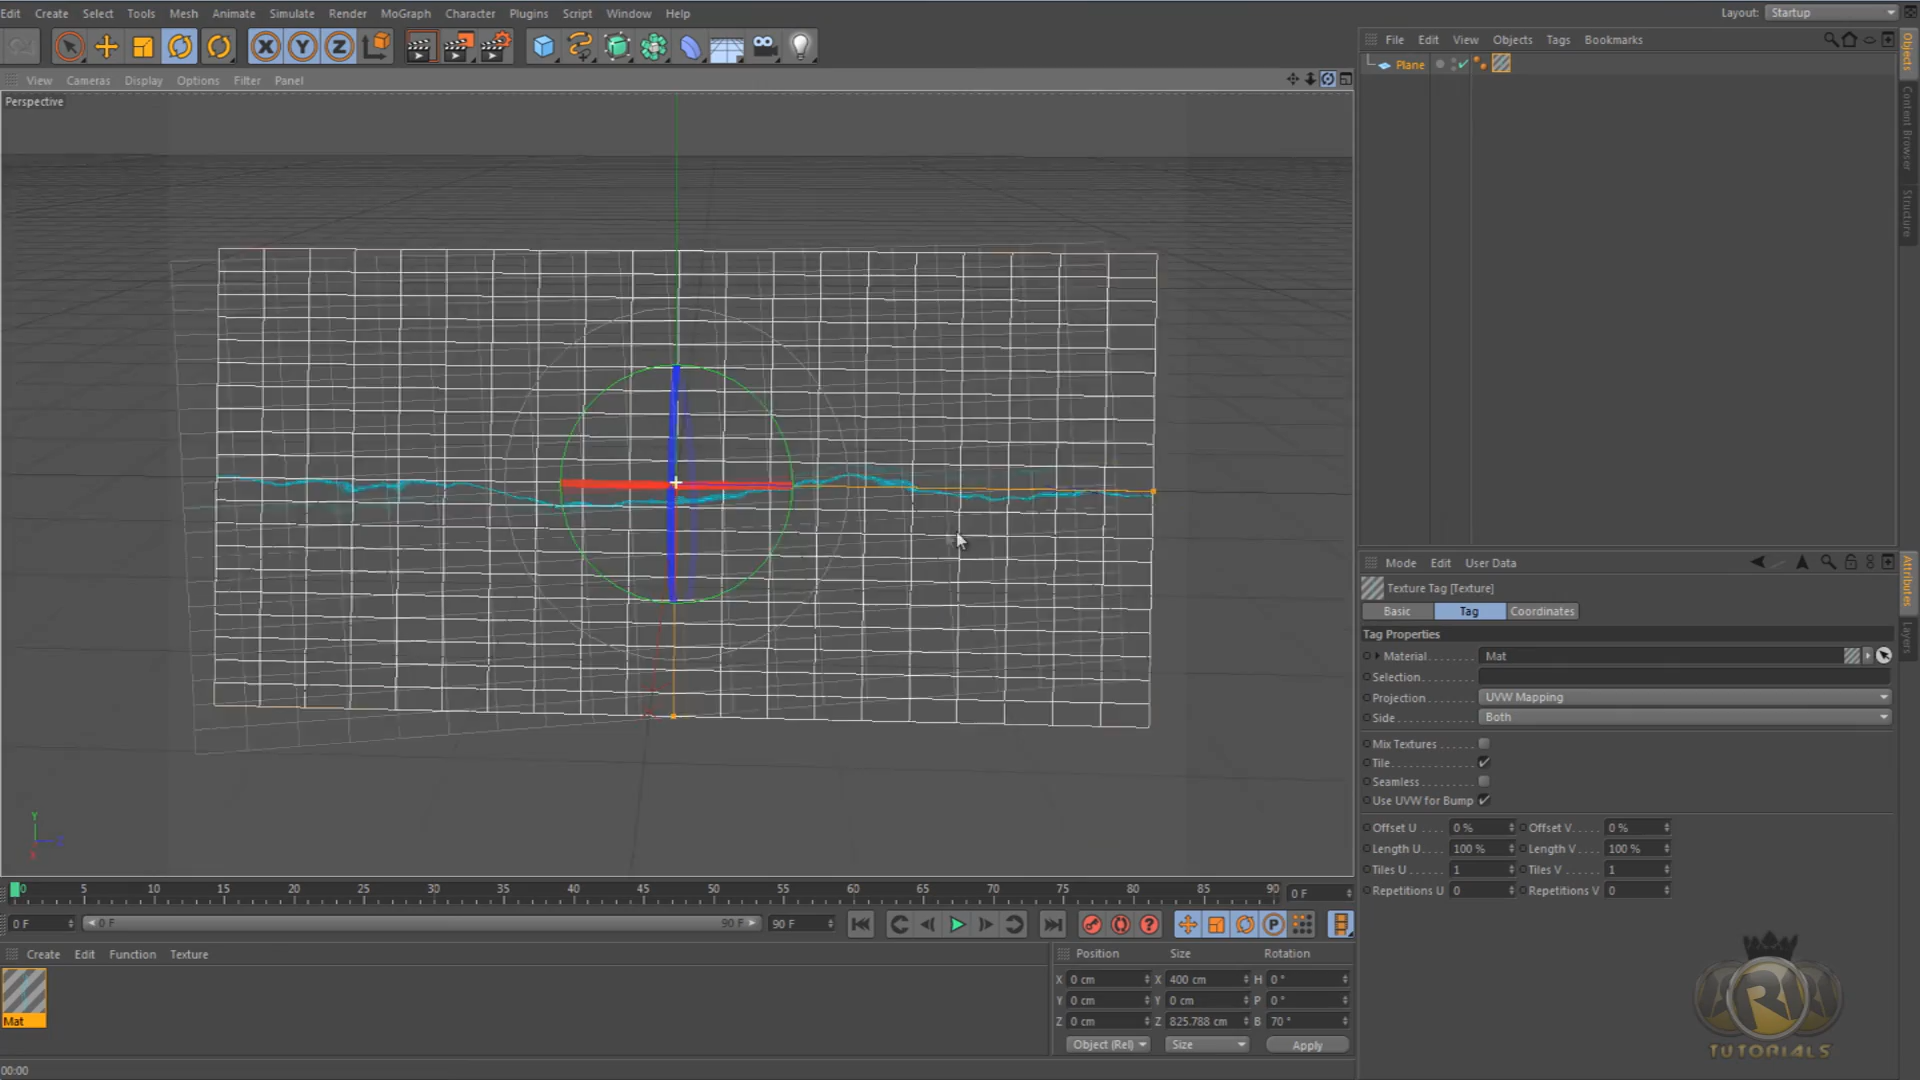 Edit Create Select Tools Mesh Animate Simulate Render MoGraph Character Plugins Script Window Help
Layout: Startup
File Edit View Objects Tags Bookmarks
View Cameras Display Options Filter Panel
Plane
Perspective
Objects
Content Browser
Structure
Mode Edit User Data
Texture Tag [Texture]
Basic Tag Coordinates
Tag Properties
Material Mat
Selection
Projection UVW Mapping
Side Both
Mix Textures
Tile
Seamless
Use UVW for Bump
Offset U 0 % Offset V 0 %
Length U 100 % Length V 100 %
Tiles U 1 Tiles V 1
Repetitions U 0 Repetitions V 0
Attributes
Layers
Y
Z
X
0 5 10 15 20 25 30 35 40 45 50 55 60 65 70 75 80 85 90 0 F
0 F 0 F 90 F 90 F
Create Edit Function Texture
Mat
Position Size Rotation
X 0 cm X 400 cm H 0 °
Y 0 cm Y 0 cm P 0 °
Z 0 cm Z 825.788 cm B 70 °
Object (Rel) Size Apply
TUTORIALS
00:00